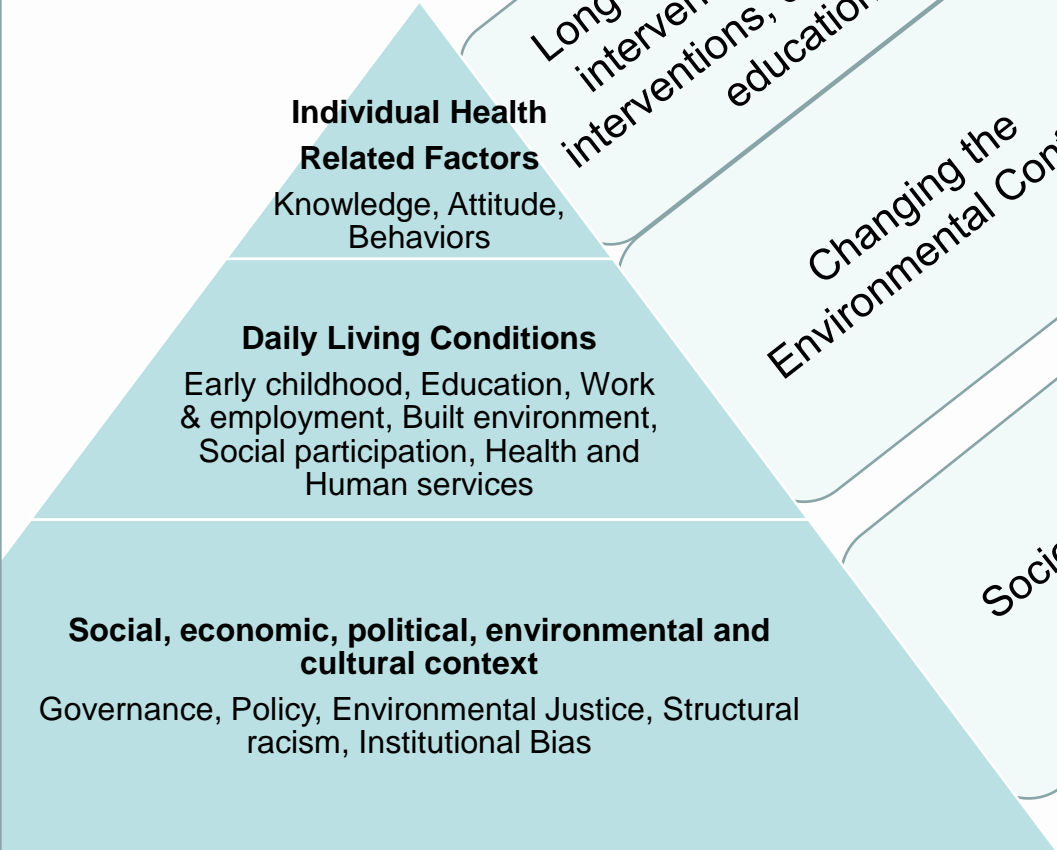 Individual Health
Related Factors
Knowledge, Attitude,
Behaviors
Daily Living Conditions
Early childhood, Education, Work
& employment, Built environment,
Social participation, Health and
Human services
Social, economic, political, environmental and
cultural context
Governance, Policy, Environmental Justice, Structural
racism, Institutional Bias
Long
interventions,
education
Changing the
Environmental